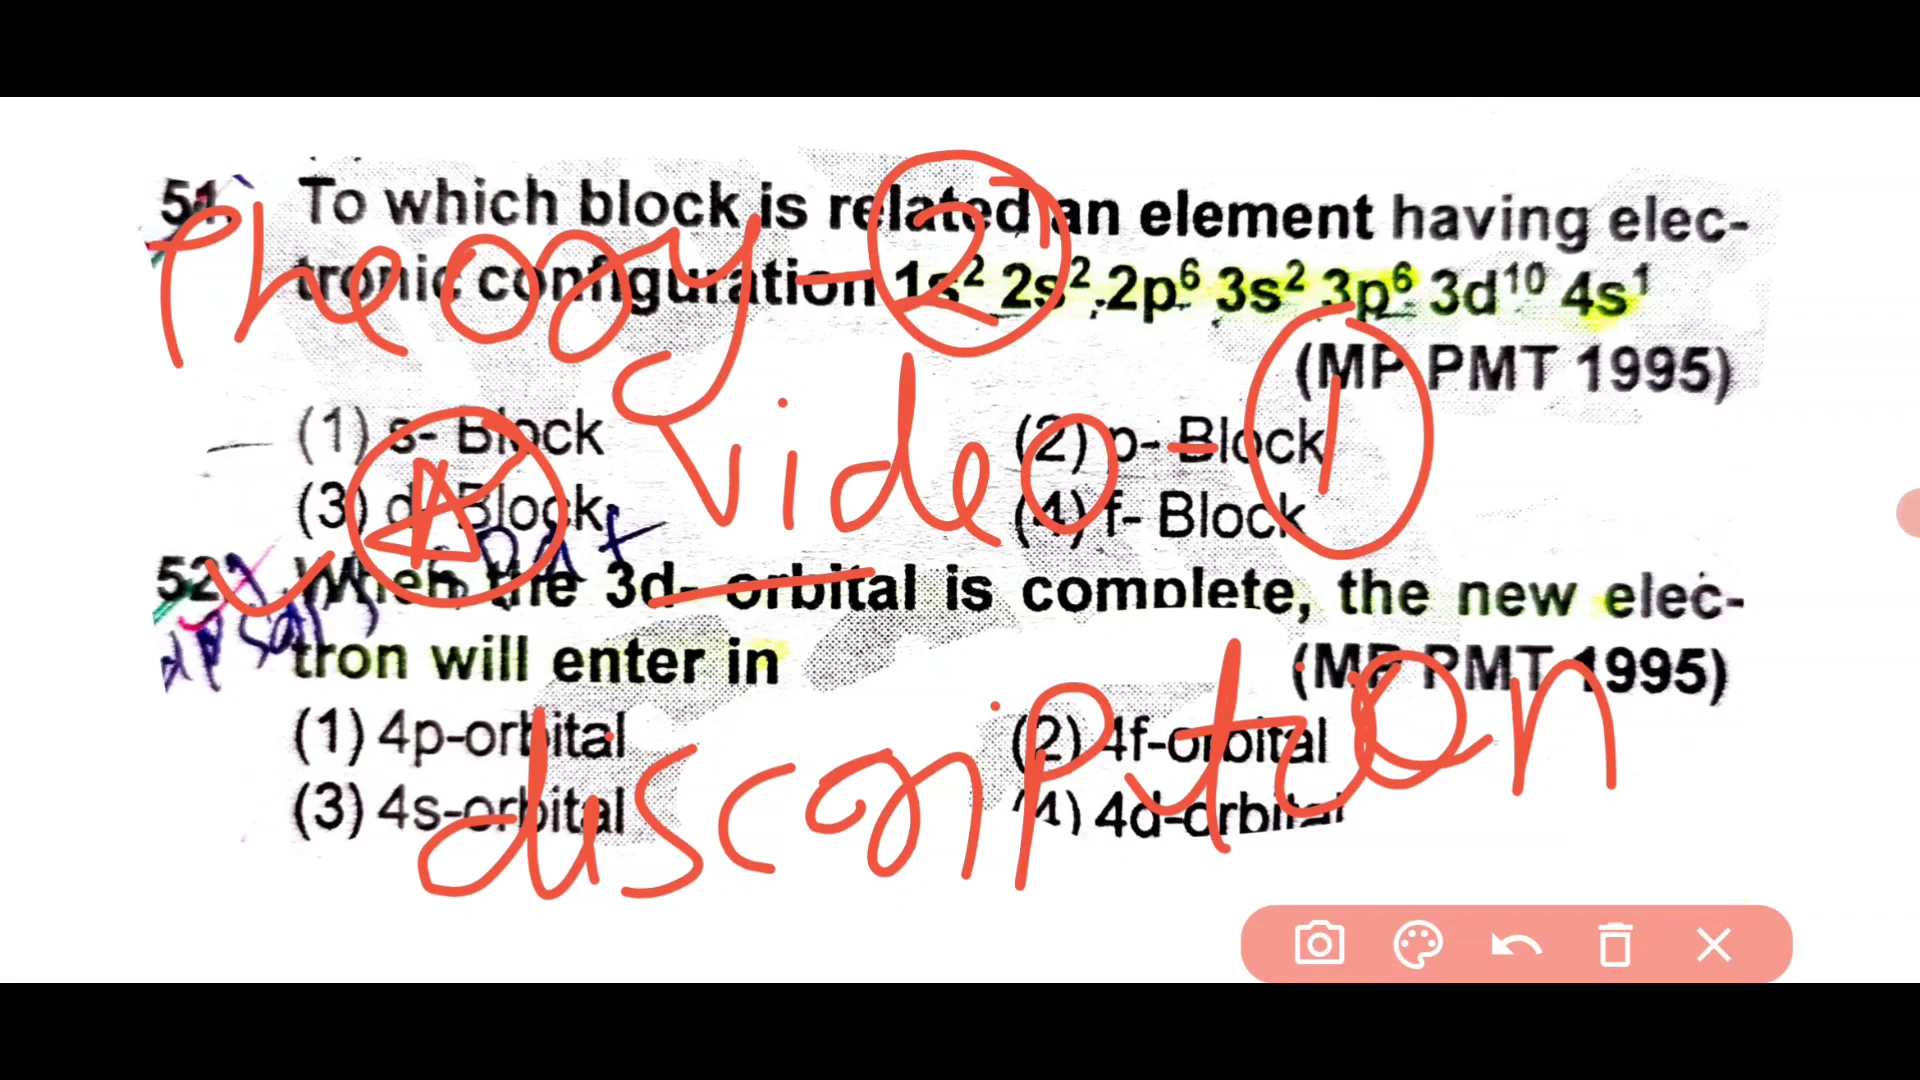 51. To which block is related an element having elec-
tronic configuration 1s² 2s² 2p⁶ 3s² 3p⁶ 3d¹⁰ 4s¹
(MP PMT 1995)
(1) s- Block (2) p- Block
(3) d- Block (4) f- Block
52. When the 3d- orbital is complete, the new elec-
tron will enter in (MP PMT 1995)
(1) 4p-orbital (2) 4f-orbital
(3) 4s-orbital (4) 4d-orbital
Theory - 2
video - 1
discription